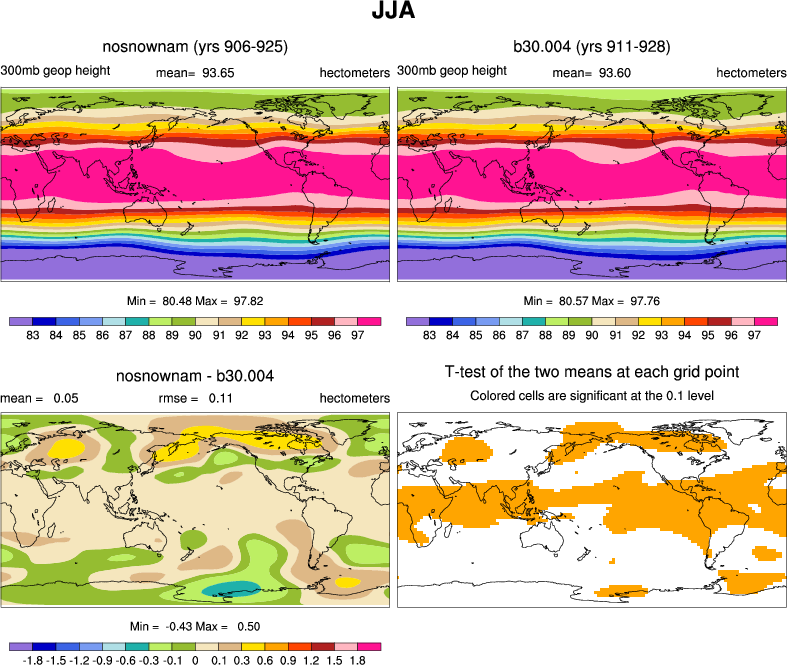 JJA
nosnownam (yrs 906-925)
300mb geop height mean= 93.65 hectometers
Min = 80.48 Max = 97.82
83 84 85 86 87 88 89 90 91 92 93 94 95 96 97
b30.004 (yrs 911-928)
300mb geop height mean= 93.60 hectometers
Min = 80.57 Max = 97.76
83 84 85 86 87 88 89 90 91 92 93 94 95 96 97
nosnownam - b30.004
mean = 0.05 rmse = 0.11 hectometers
Min = -0.43 Max = 0.50
-1.8 -1.5 -1.2 -0.9 -0.6 -0.3 -0.1 0 0.1 0.3 0.6 0.9 1.2 1.5 1.8
T-test of the two means at each grid point
Colored cells are significant at the 0.1 level